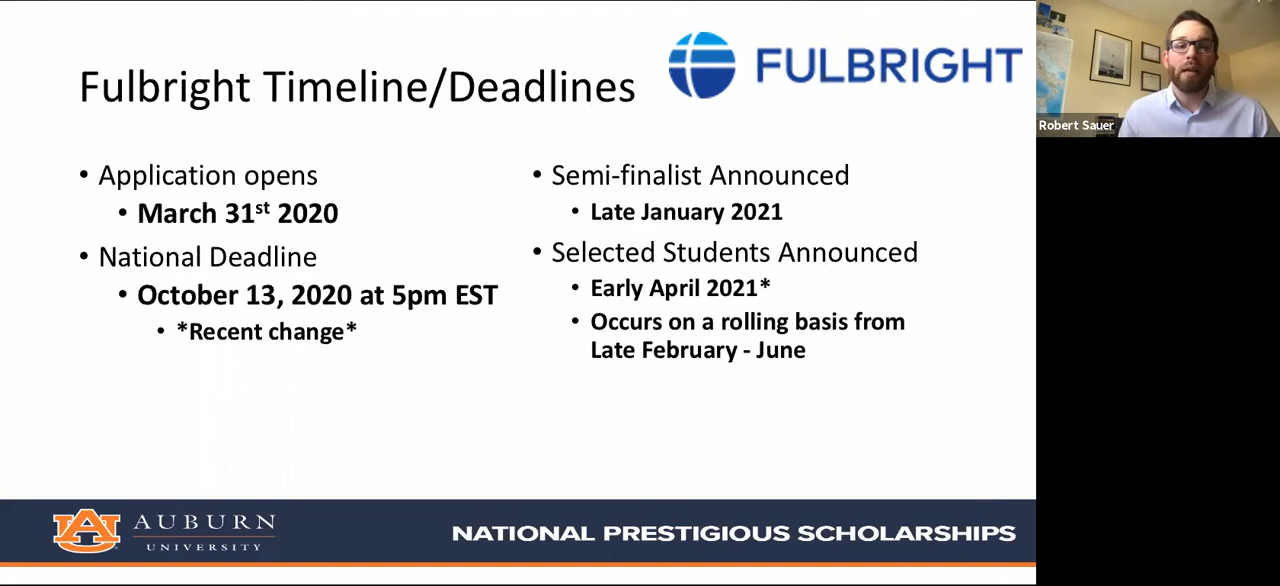 Fulbright Timeline/Deadlines
FULBRIGHT
• Application opens
• March 31st 2020
• National Deadline
• October 13, 2020 at 5pm EST
• *Recent change*
• Semi-finalist Announced
• Late January 2021
• Selected Students Announced
• Early April 2021*
• Occurs on a rolling basis from
Late February - June
Robert Sauer
AUBURN
UNIVERSITY
NATIONAL PRESTIGIOUS SCHOLARSHIPS